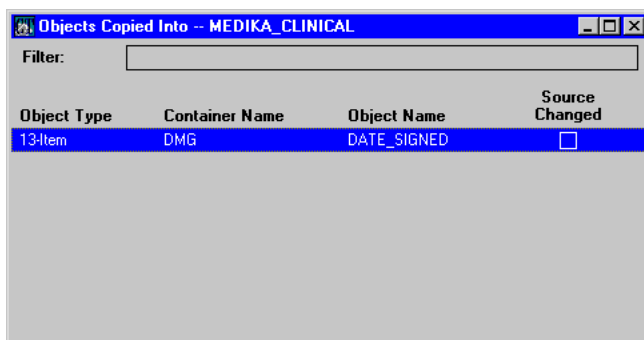 Objects Copied Into -- MEDIKA_CLINICAL
Filter:
Object Type Container Name Object Name Source Changed
13-Item DMG DATE_SIGNED